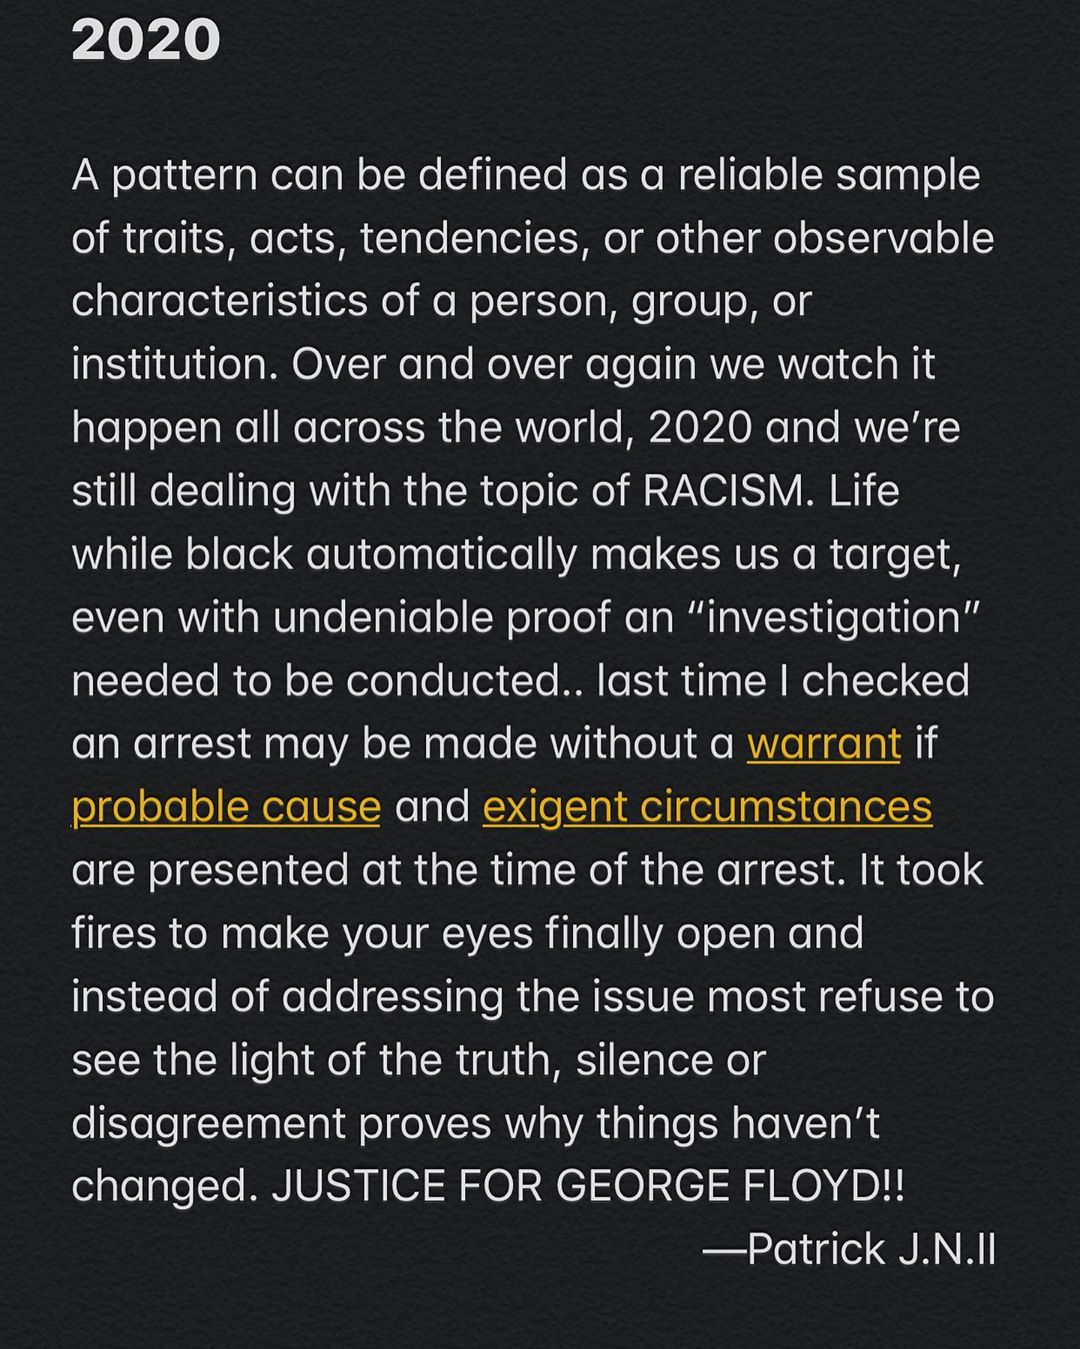 2020
A pattern can be defined as a reliable sample
of traits, acts, tendencies, or other observable
characteristics of a person, group, or
institution. Over and over again we watch it
happen all across the world, 2020 and we’re
still dealing with the topic of RACISM. Life
while black automatically makes us a target,
even with undeniable proof an “investigation”
needed to be conducted.. last time I checked
an arrest may be made without a warrant if
probable cause and exigent circumstances
are presented at the time of the arrest. It took
fires to make your eyes finally open and
instead of addressing the issue most refuse to
see the light of the truth, silence or
disagreement proves why things haven’t
changed. JUSTICE FOR GEORGE FLOYD!!
—Patrick J.N.II